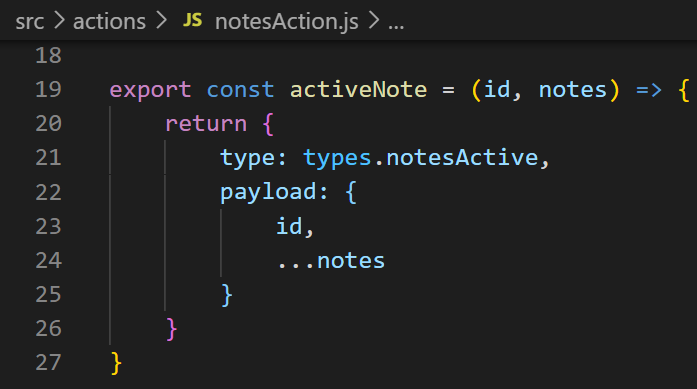 src > actions > JS notesAction.js > ...
18
19 export const activeNote = (id, notes) => {
20 return {
21 type: types.notesActive,
22 payload: {
23 id,
24 ...notes
25 }
26 }
27 }